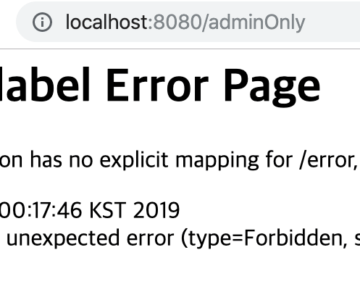 localhost:8080/adminOnly
label Error Page
on has no explicit mapping for /error,
00:17:46 KST 2019
unexpected error (type=Forbidden, s